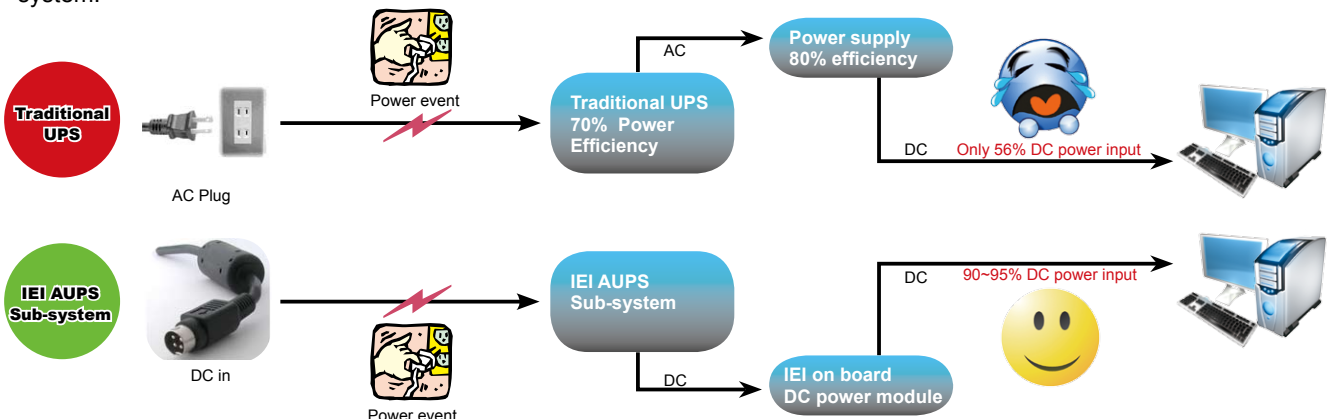 system.
Power event
AC
Power supply
80% efficiency
Traditional
UPS
Traditional UPS
70% Power
Efficiency
DC
Only 56% DC power input
AC Plug
IEI AUPS
Sub-system
DC in
Power event
IEI AUPS
Sub-system
DC
IEI on board
DC power module
DC
90~95% DC power input